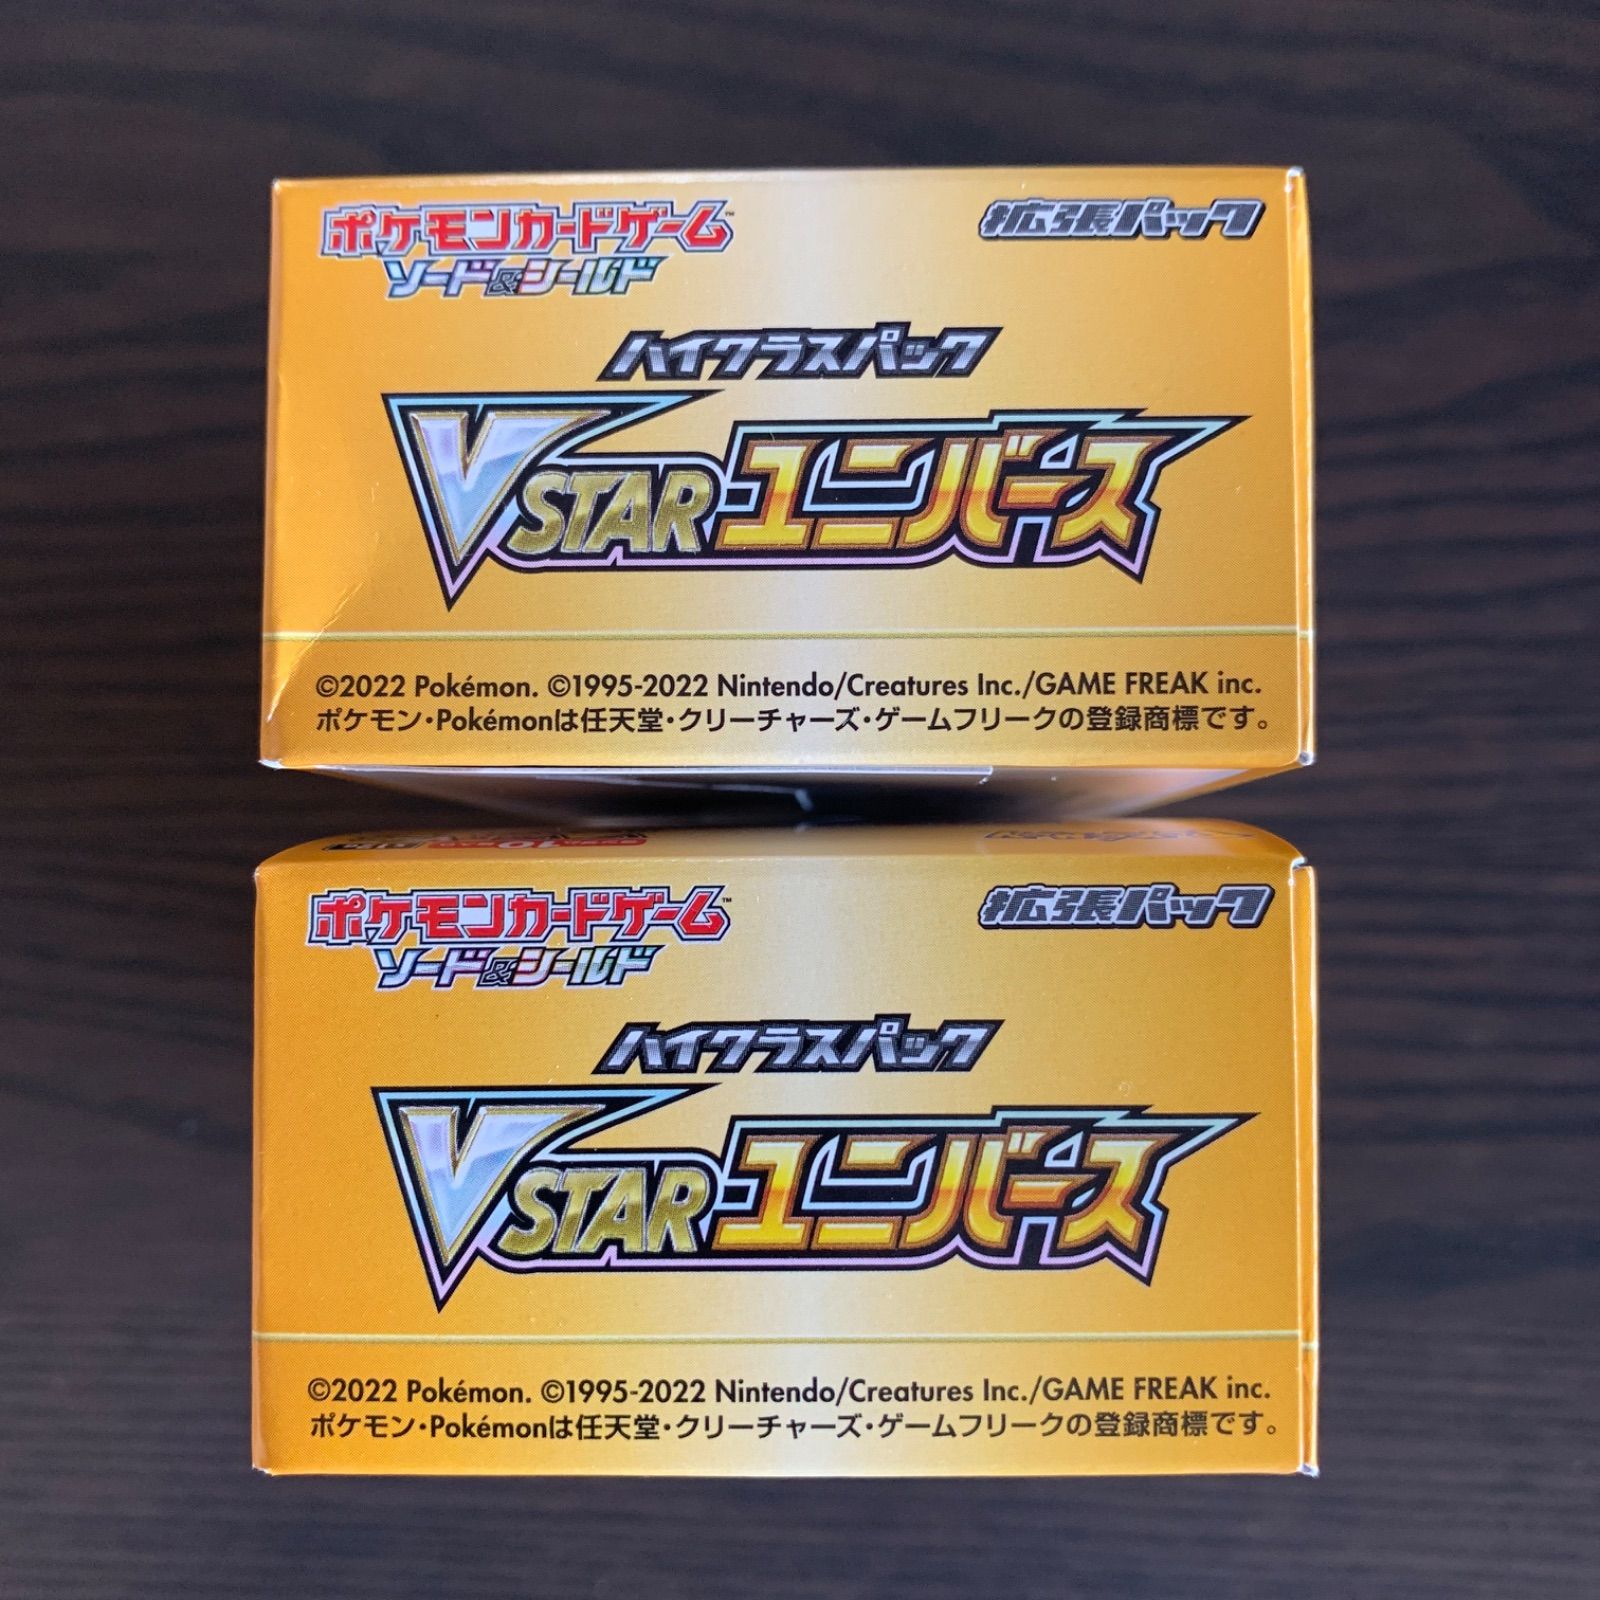 ポケモンカードゲーム™
ソード&シールド
拡張パック
ハイクラスパック
VSTARユニバース
©2022 Pokémon. ©1995-2022 Nintendo/Creatures Inc./GAME FREAK inc.
ポケモン・Pokémonは任天堂・クリーチャーズ・ゲームフリークの登録商標です。
ポケモンカードゲーム™
ソード&シールド
拡張パック
ハイクラスパック
VSTARユニバース
©2022 Pokémon. ©1995-2022 Nintendo/Creatures Inc./GAME FREAK inc.
ポケモン・Pokémonは任天堂・クリーチャーズ・ゲームフリークの登録商標です。